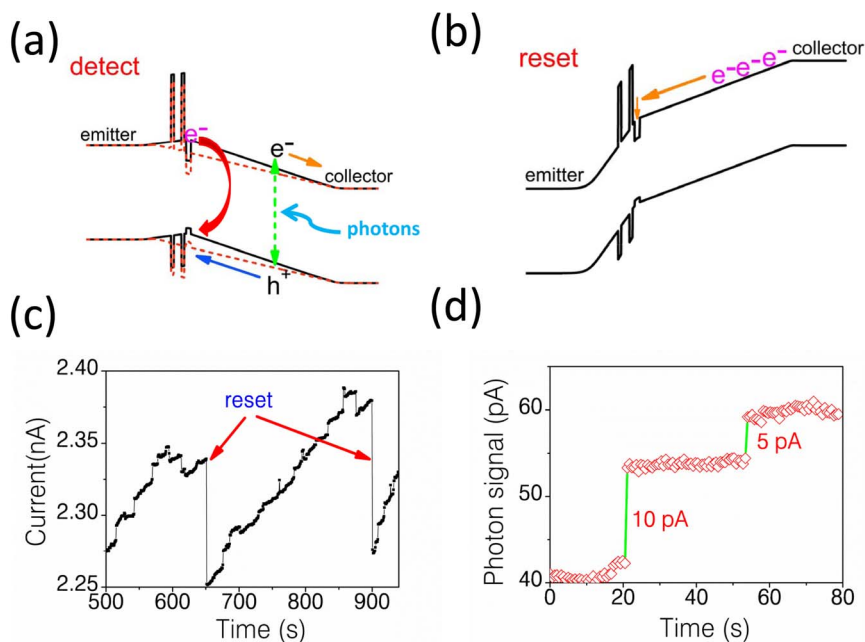 (a)
detect
emitter
e⁻
e⁻
collector
photons
h⁺
(b)
reset
e⁻e⁻e⁻
collector
emitter
(c)
2.40
2.35
2.30
2.25
Current(nA)
reset
500
600
700
800
900
Time (s)
(d)
60
50
40
Photon signal (pA)
10 pA
5 pA
0
20
40
60
80
Time (s)